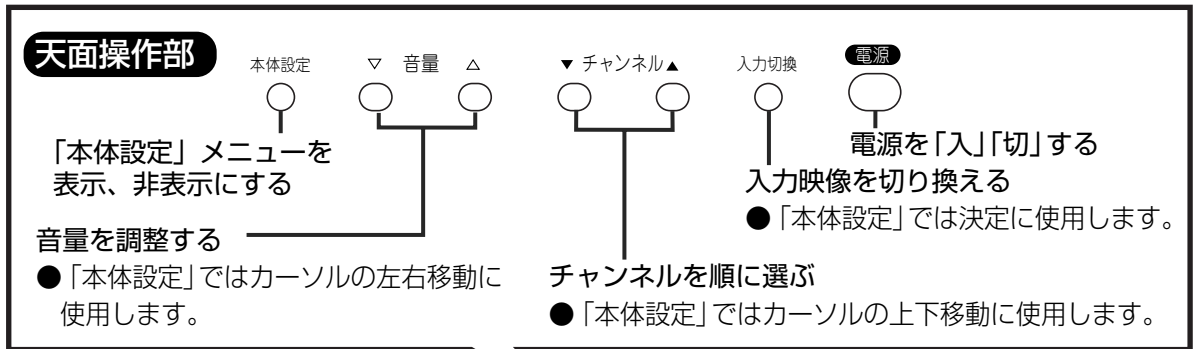 天面操作部
本体設定 ▽ 音量 △ ▼チャンネル▲ 入力切換 電源
「本体設定」メニューを
表示、非表示にする
電源を「入」「切」する
入力映像を切り換える
●「本体設定」では決定に使用します。
音量を調整する
●「本体設定」ではカーソルの左右移動に
使用します。
チャンネルを順に選ぶ
●「本体設定」ではカーソルの上下移動に使用します。